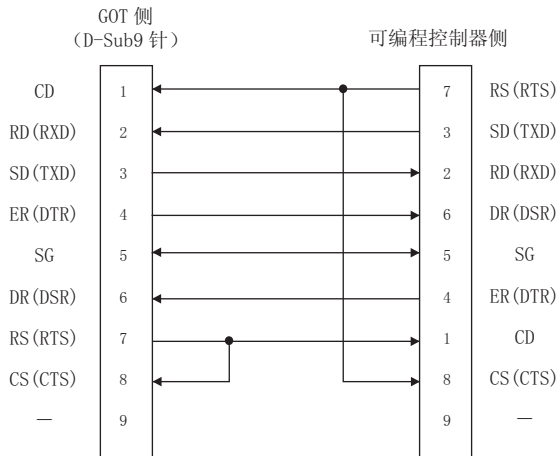 GOT 侧
(D-Sub9 针)
可编程控制器侧
CD 1 7 RS(RTS)
RD(RXD) 2 3 SD(TXD)
SD(TXD) 3 2 RD(RXD)
ER(DTR) 4 6 DR(DSR)
SG 5 5 SG
DR(DSR) 6 4 ER(DTR)
RS(RTS) 7 1 CD
CS(CTS) 8 8 CS(CTS)
— 9 9 —